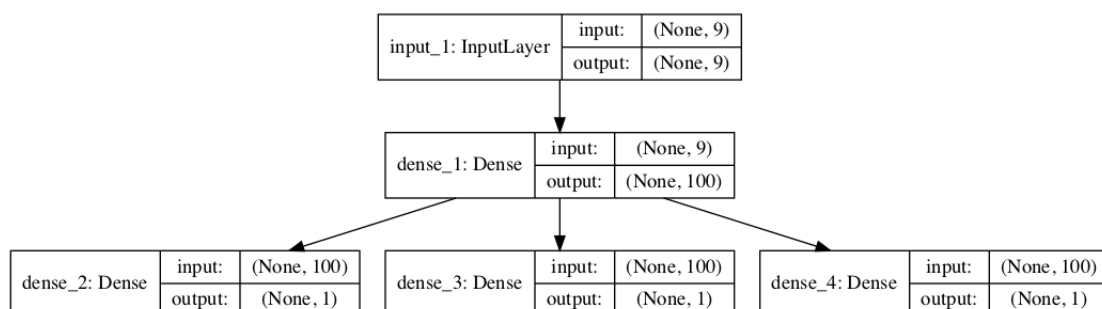 input_1: InputLayer input: (None, 9)
output: (None, 9)
dense_1: Dense input: (None, 9)
output: (None, 100)
dense_2: Dense input: (None, 100)
output: (None, 1)
dense_3: Dense input: (None, 100)
output: (None, 1)
dense_4: Dense input: (None, 100)
output: (None, 1)